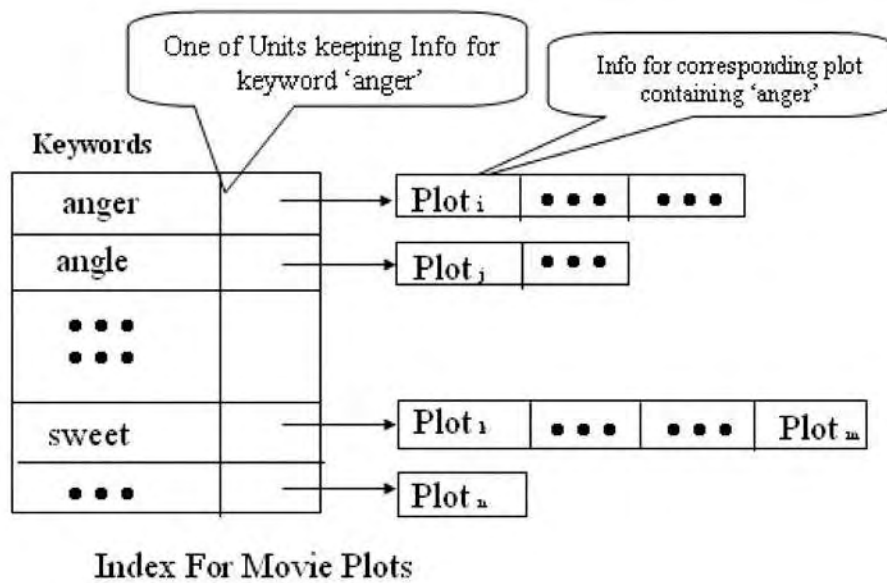 One of Units keeping Info for
keyword ‘anger’
Info for corresponding plot
containing ‘anger’
Keywords
anger
Plot i
angle
Plot j
sweet
Plot
Plot m
Plot n
Index For Movie Plots